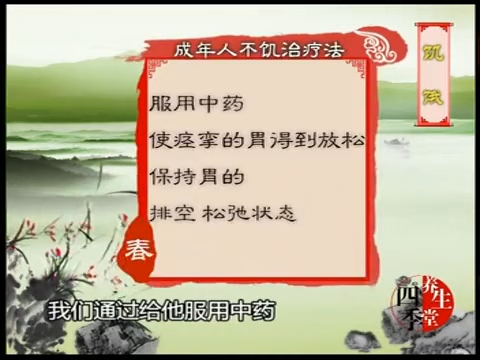 成年人不饥治疗法
服用中药
使痉挛的胃得到放松
保持胃的
排空 松弛状态
春
饥饿
四季
养生堂
我们通过给他服用中药